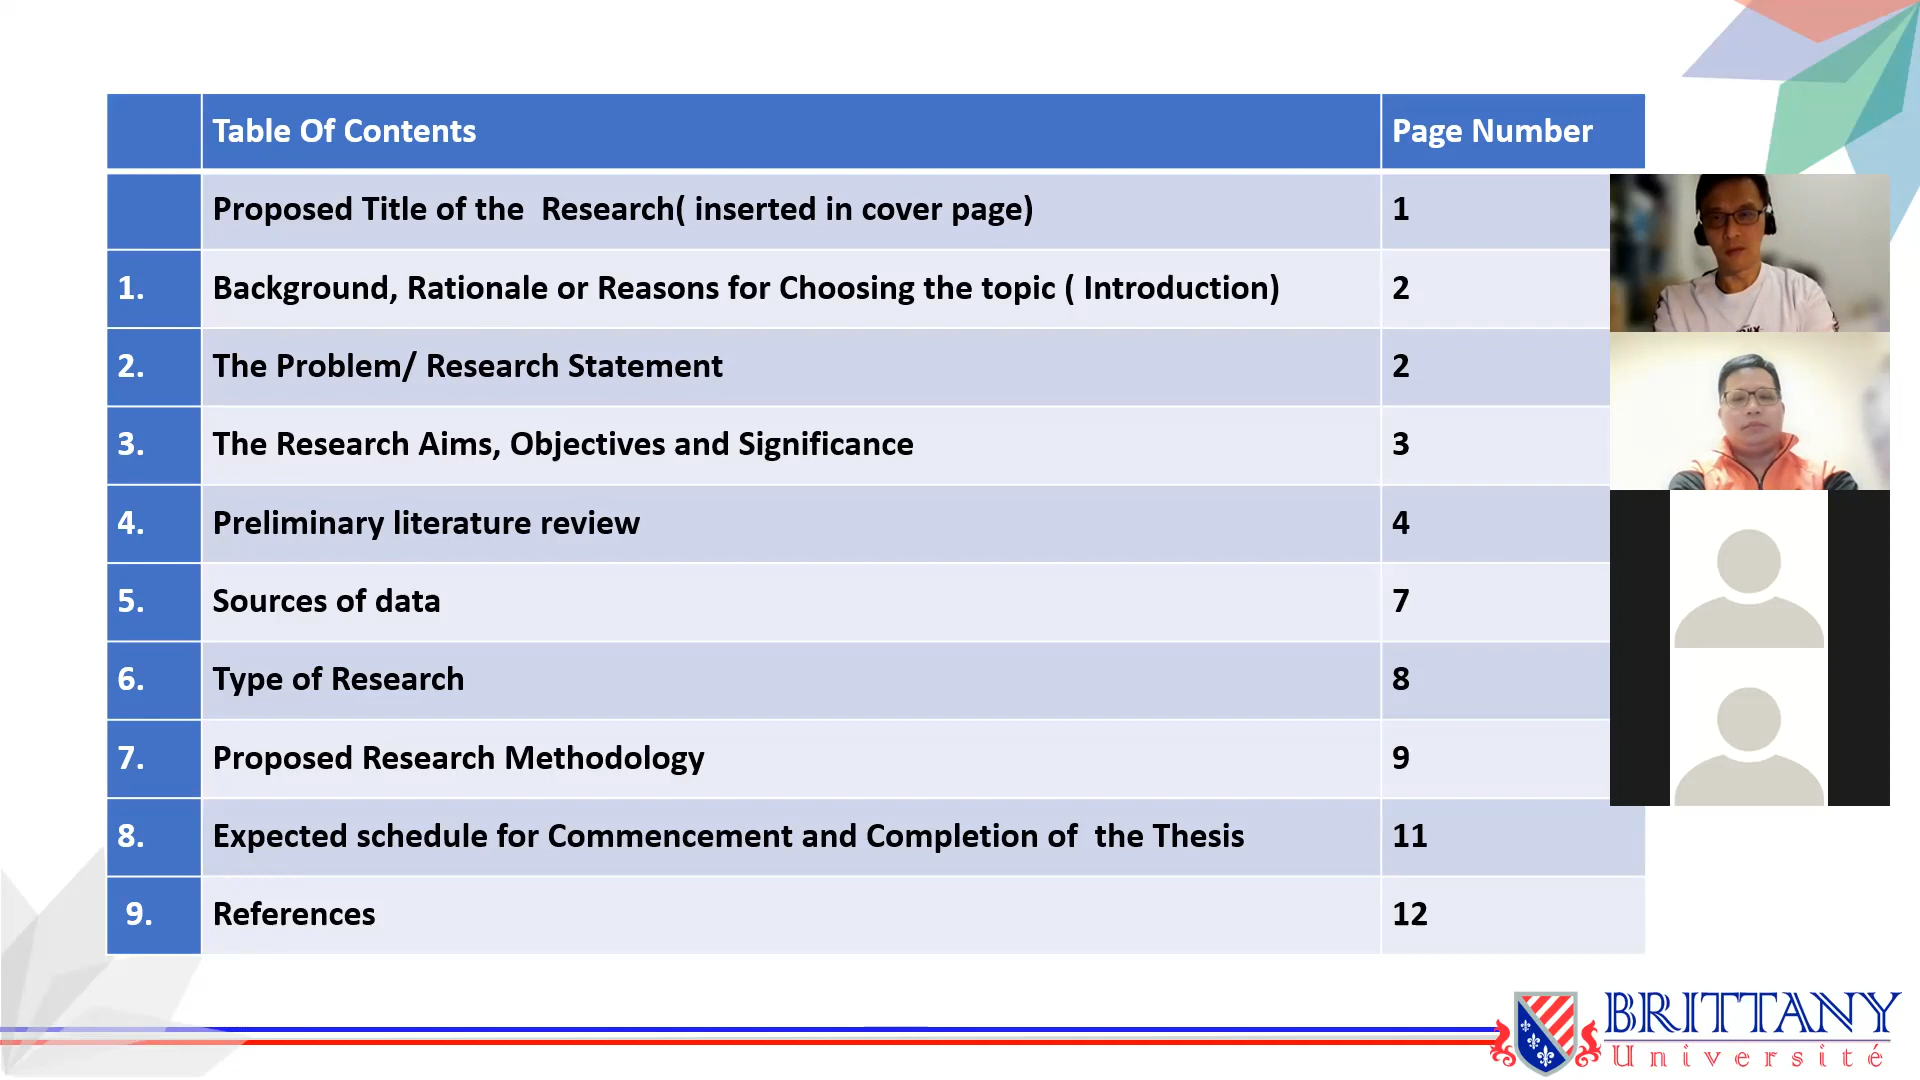 Table Of Contents Page Number
Proposed Title of the  Research( inserted in cover page) 1
1. Background, Rationale or Reasons for Choosing the topic ( Introduction) 2
2. The Problem/ Research Statement 2
3. The Research Aims, Objectives and Significance 3
4. Preliminary literature review 4
5. Sources of data 7
6. Type of Research 8
7. Proposed Research Methodology 9
8. Expected schedule for Commencement and Completion of  the Thesis 11
9. References 12
BRITTANY
Université